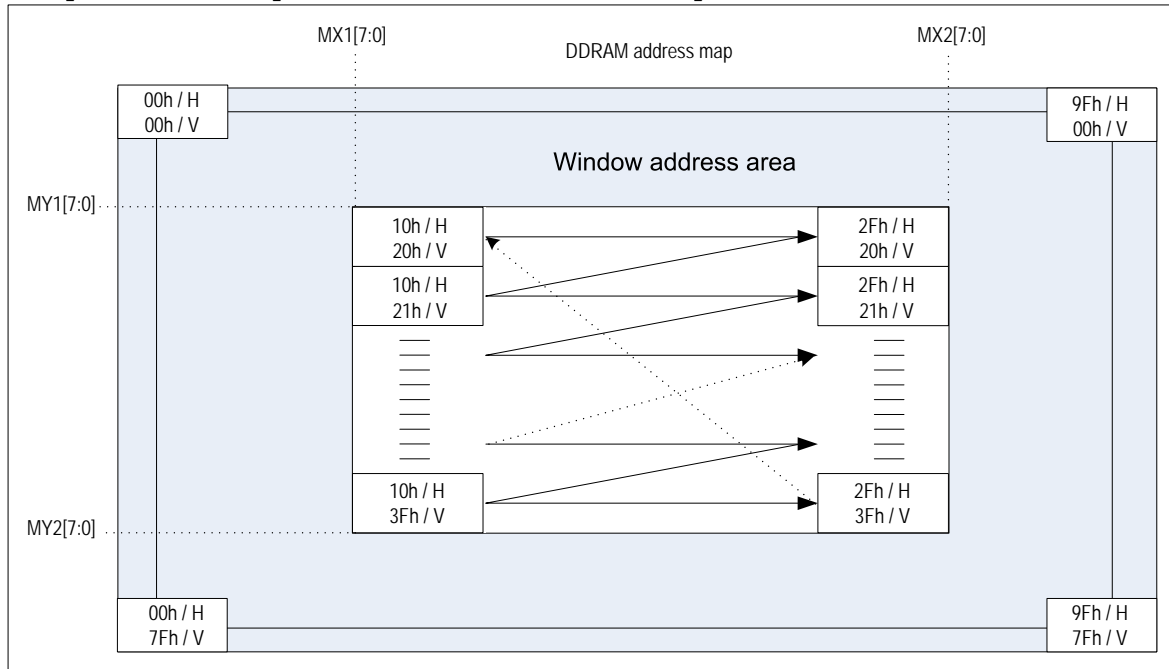 MX1[7:0]
MX2[7:0]
DDRAM address map
00h / H
00h / V
9Fh / H
00h / V
Window address area
MY1[7:0]
10h / H
20h / V
2Fh / H
20h / V
10h / H
21h / V
2Fh / H
21h / V
10h / H
3Fh / V
2Fh / H
3Fh / V
MY2[7:0]
00h / H
7Fh / V
9Fh / H
7Fh / V